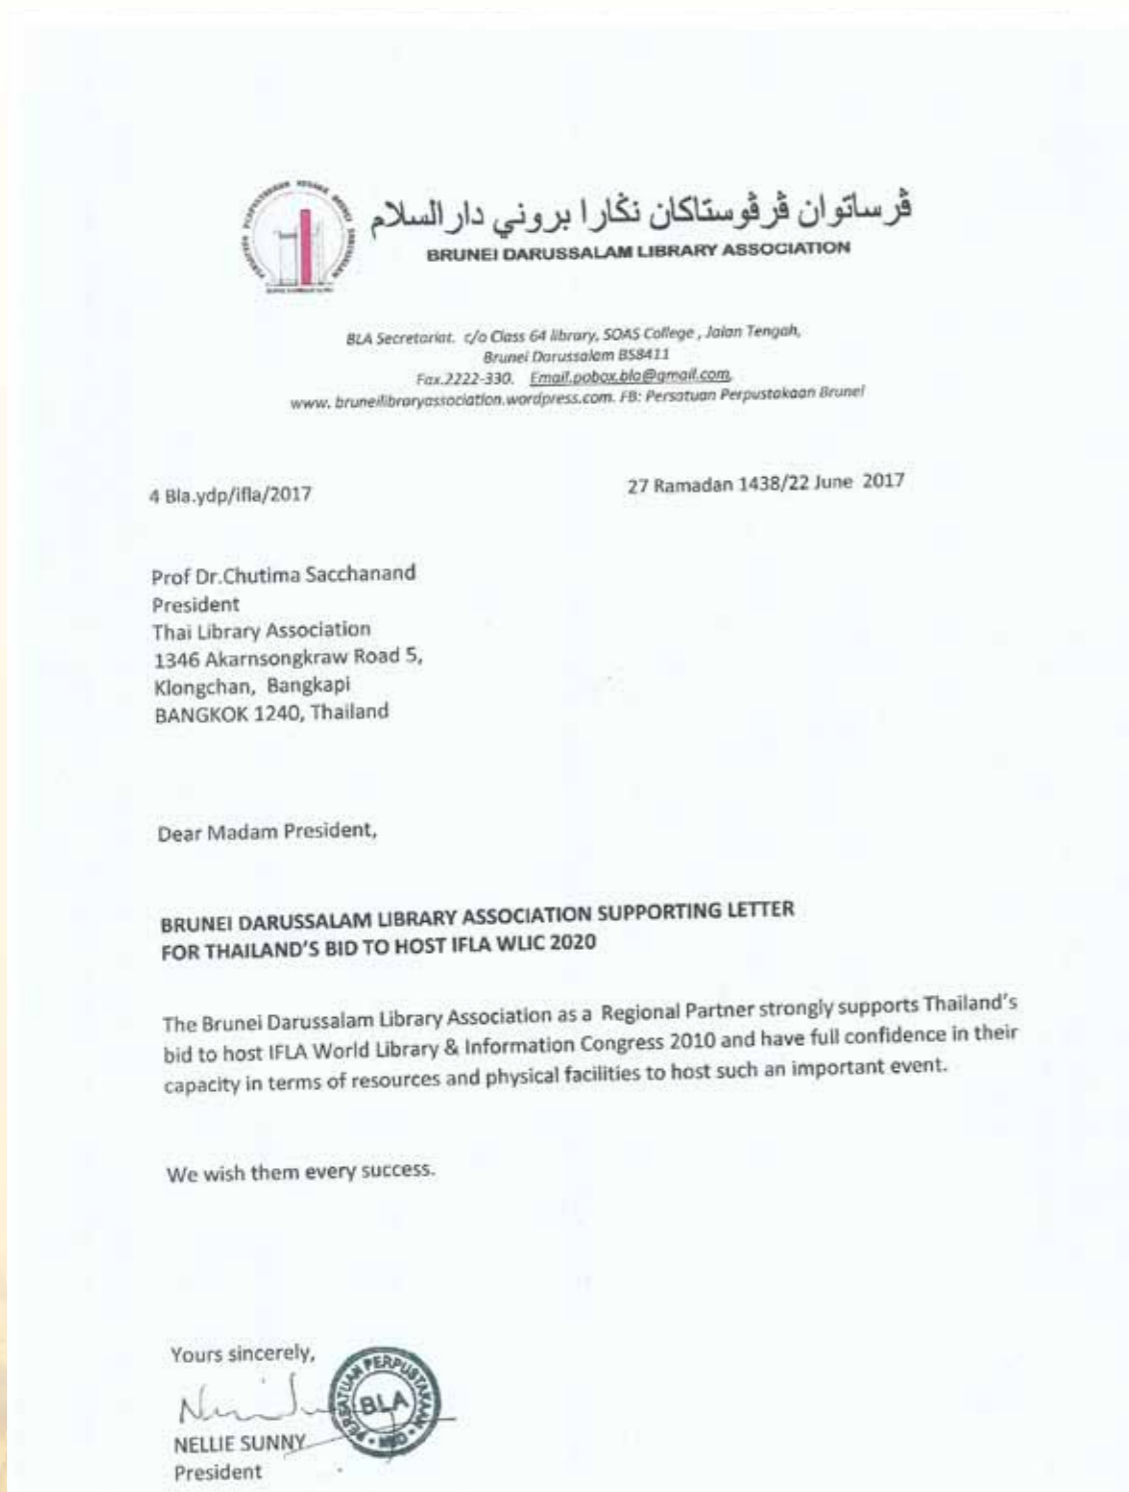 ڤرساتوان ڤرڤوستاکان نݢارا بروني دارالسلام
BRUNEI DARUSSALAM LIBRARY ASSOCIATION
BLA Secretariat. c/o Class 64 library, SOAS College , Jalan Tengah,
Brunei Darussalam BS8411
Fax.2222-330. Email.pobox.bla@gmail.com,
www. bruneilibraryassociation.wordpress.com. FB: Persatuan Perpustakaan Brunei
4 Bla.ydp/ifla/2017
27 Ramadan 1438/22 June 2017
Prof Dr.Chutima Sacchanand
President
Thai Library Association
1346 Akarnsongkraw Road 5,
Klongchan, Bangkapi
BANGKOK 1240, Thailand
Dear Madam President,
BRUNEI DARUSSALAM LIBRARY ASSOCIATION SUPPORTING LETTER
FOR THAILAND'S BID TO HOST IFLA WLIC 2020
The Brunei Darussalam Library Association as a Regional Partner strongly supports Thailand's
bid to host IFLA World Library & Information Congress 2010 and have full confidence in their
capacity in terms of resources and physical facilities to host such an important event.
We wish them every success.
Yours sincerely,
PERSATUAN PERPUSTAKAAN
BLA
NBD
NELLIE SUNNY
President